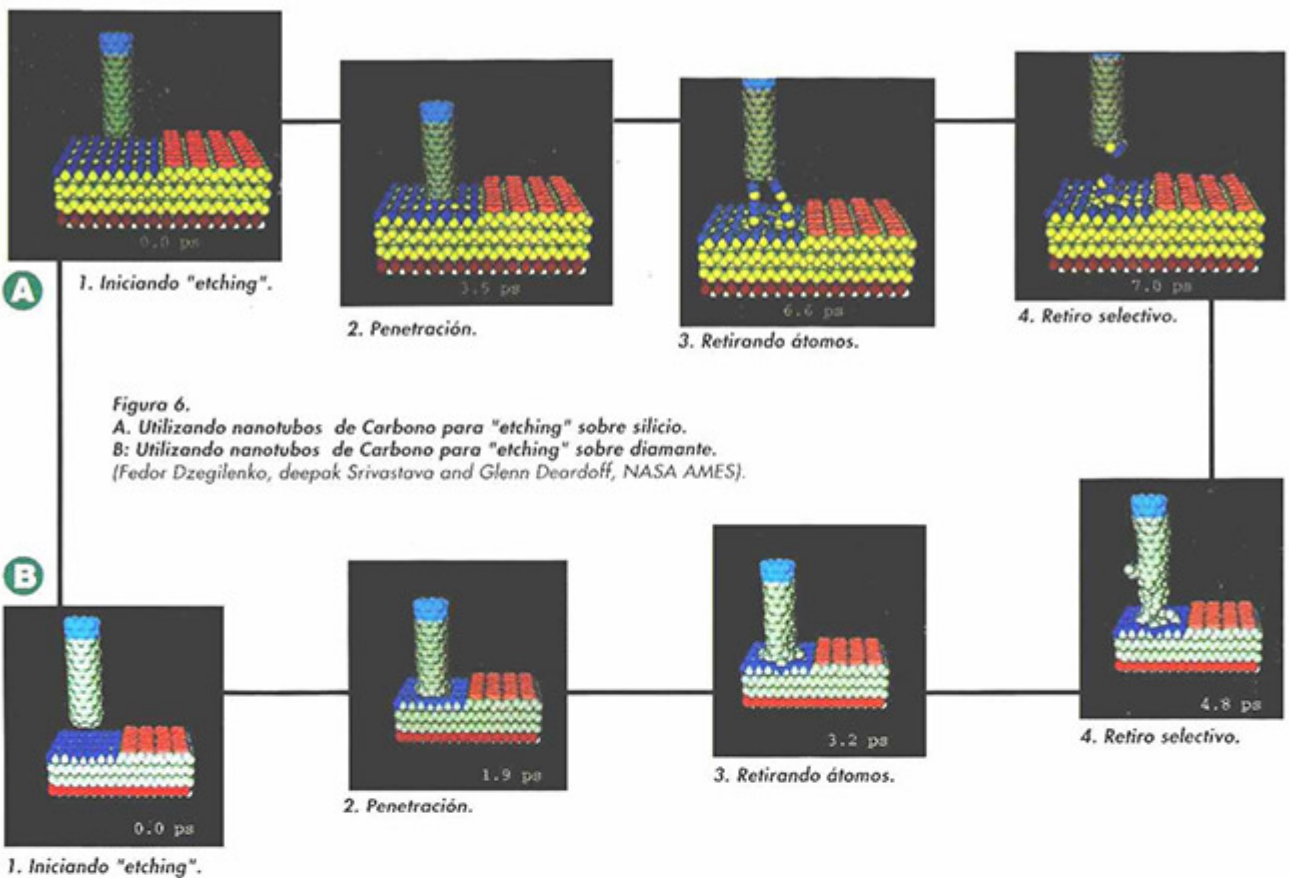 0.0 ps
A
1. Iniciando "etching".
3.5 ps
2. Penetración.
6.6 ps
3. Retirando átomos.
7.0 ps
4. Retiro selectivo.
Figura 6.
A. Utilizando nanotubos de Carbono para "etching" sobre silicio.
B: Utilizando nanotubos de Carbono para "etching" sobre diamante.
(Fedor Dzegilenko, deepak Srivastava and Glenn Deardoff, NASA AMES).
B
0.0 ps
1. Iniciando "etching".
1.9 ps
2. Penetración.
3.2 ps
3. Retirando átomos.
4.8 ps
4. Retiro selectivo.